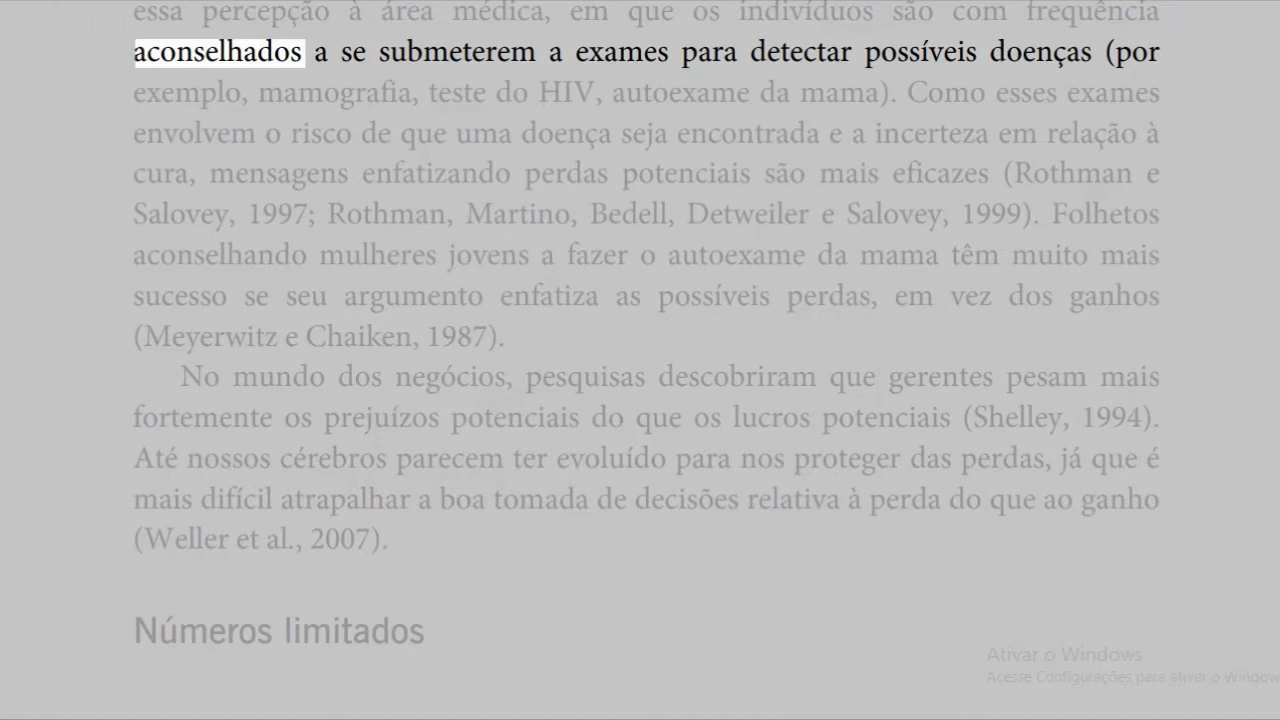 essa percepção à área médica, em que os indivíduos são com frequência
aconselhados a se submeterem a exames para detectar possíveis doenças (por
exemplo, mamografia, teste do HIV, autoexame da mama). Como esses exames
envolvem o risco de que uma doença seja encontrada e a incerteza em relação à
cura, mensagens enfatizando perdas potenciais são mais eficazes (Rothman e
Salovey, 1997; Rothman, Martino, Bedell, Detweiler e Salovey, 1999). Folhetos
aconselhando mulheres jovens a fazer o autoexame da mama têm muito mais
sucesso se seu argumento enfatiza as possíveis perdas, em vez dos ganhos
(Meyerwitz e Chaiken, 1987).
No mundo dos negócios, pesquisas descobriram que gerentes pesam mais
fortemente os prejuízos potenciais do que os lucros potenciais (Shelley, 1994).
Até nossos cérebros parecem ter evoluído para nos proteger das perdas, já que é
mais difícil atrapalhar a boa tomada de decisões relativa à perda do que ao ganho
(Weller et al., 2007).
Números limitados
Ativar o Windows
Acesse Configurações para ativar o Window